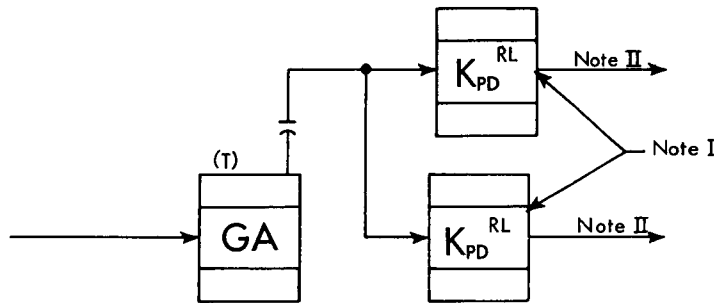 K_PD^RL
Note II
Note I
(T)
GA
K_PD^RL
Note II